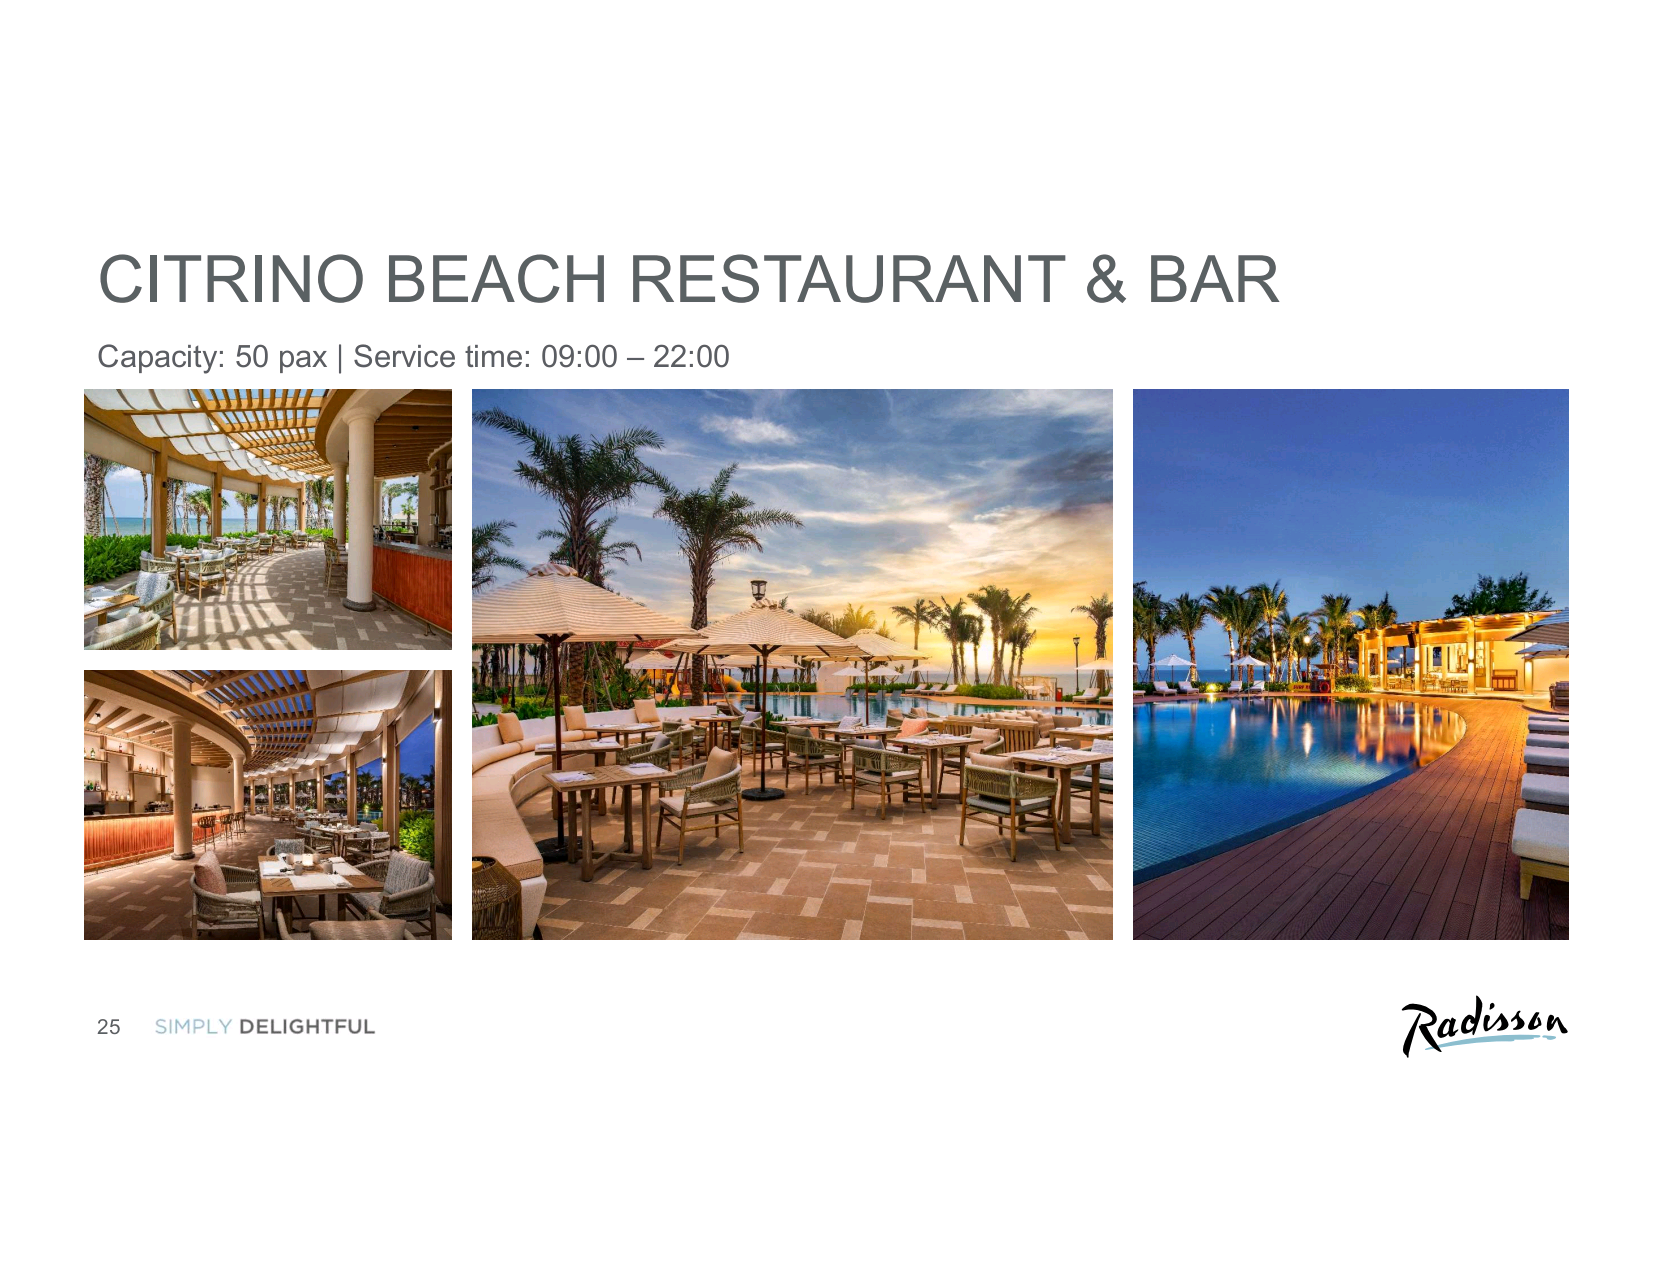 CITRINO BEACH RESTAURANT & BAR
Capacity: 50 pax | Service time: 09:00 – 22:00
25 SIMPLY DELIGHTFUL
Radisson